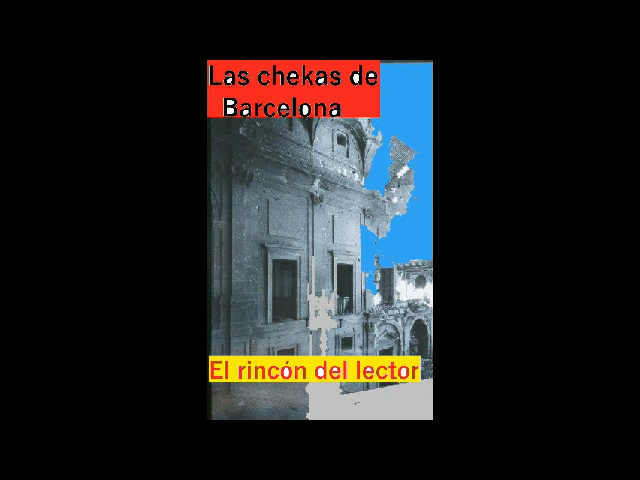 Las chekas de
Barcelona
El rincón del lector